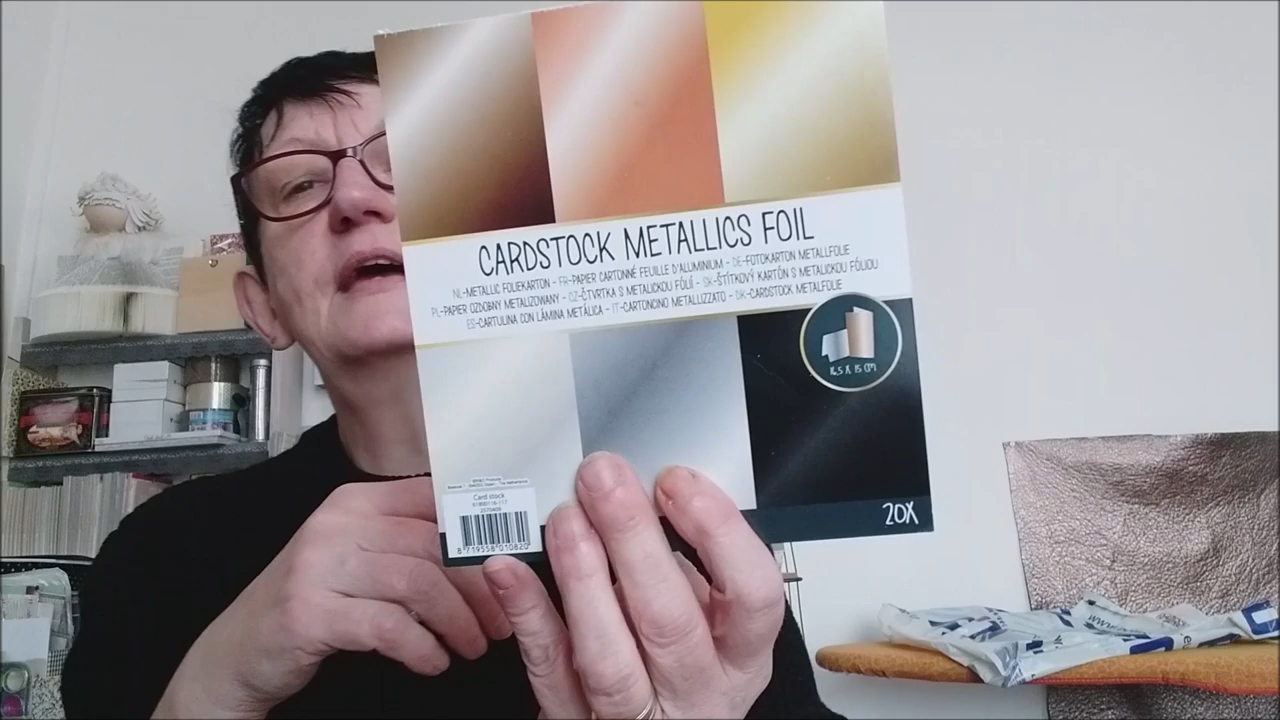 CARDSTOCK METALLICS FOIL
NL-METALLIC FOLIEKARTON - FR-PAPIER CARTONNÉ FEUILLE D'ALUMINIUM - DE-FOTOKARTON METALLFOLIE
PL-PAPIER OZDOBNY METALIZOWANY - CZ-ČTVRTKA S METALICKOU FÓLIÍ - SK-ŠTÍTKOVÝ KARTÓN S METALICKOU FÓLIOU
ES-CARTULINA CON LÁMINA METÁLICA - IT-CARTONCINO METALLIZZATO - DK-CARDSTOCK METALFOLIE
X 15 CM
Card stock
2570409
8 719558 010820
20X
www.